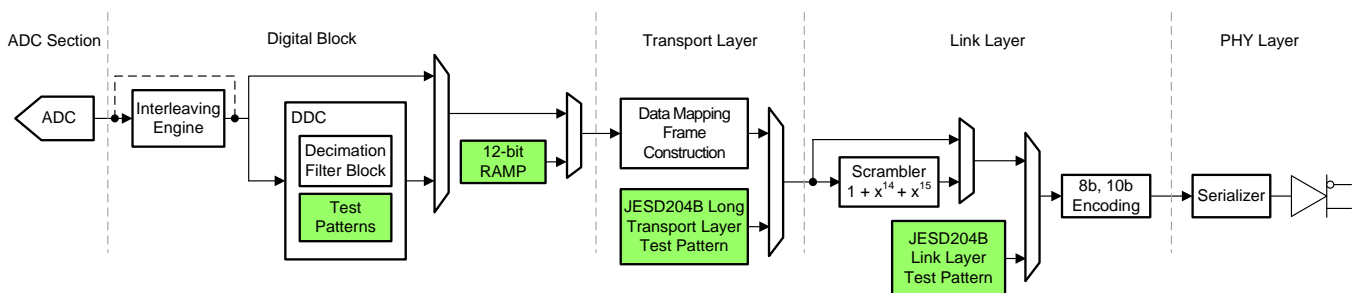 ADC Section
Digital Block
Transport Layer
Link Layer
PHY Layer
ADC
Interleaving
Engine
DDC
Decimation
Filter Block
Test
Patterns
12-bit
RAMP
Data Mapping
Frame
Construction
JESD204B Long
Transport Layer
Test Pattern
Scrambler
1 + x¹⁴ + x¹⁵
JESD204B
Link Layer
Test Pattern
8b, 10b
Encoding
Serializer